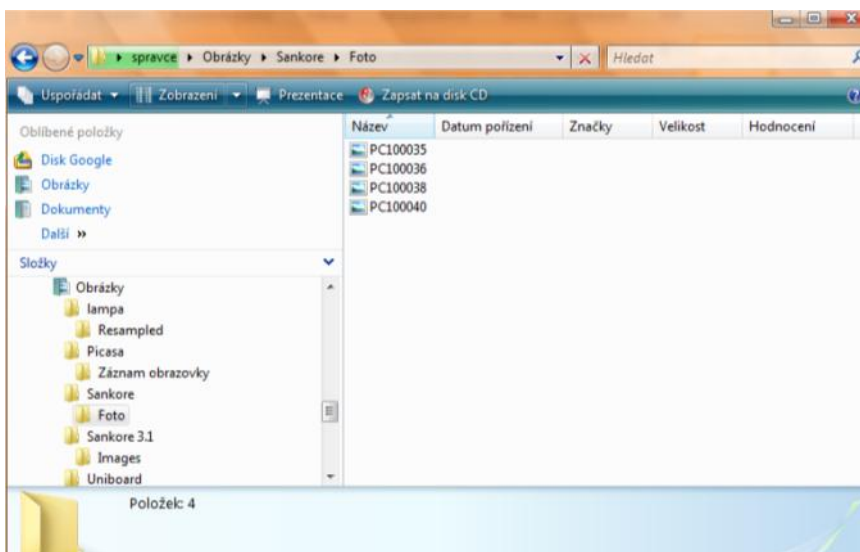 spravce Obrázky Sankore Foto
Hledat
Uspořádat Zobrazení Prezentace Zapsat na disk CD
Oblíbené položky
Disk Google
Obrázky
Dokumenty
Další »
Složky
Obrázky
lampa
Resampled
Picasa
Záznam obrazovky
Sankore
Foto
Sankore 3.1
Images
Uniboard
Název Datum pořízení Značky Velikost Hodnocení
PC100035
PC100036
PC100038
PC100040
Položek: 4